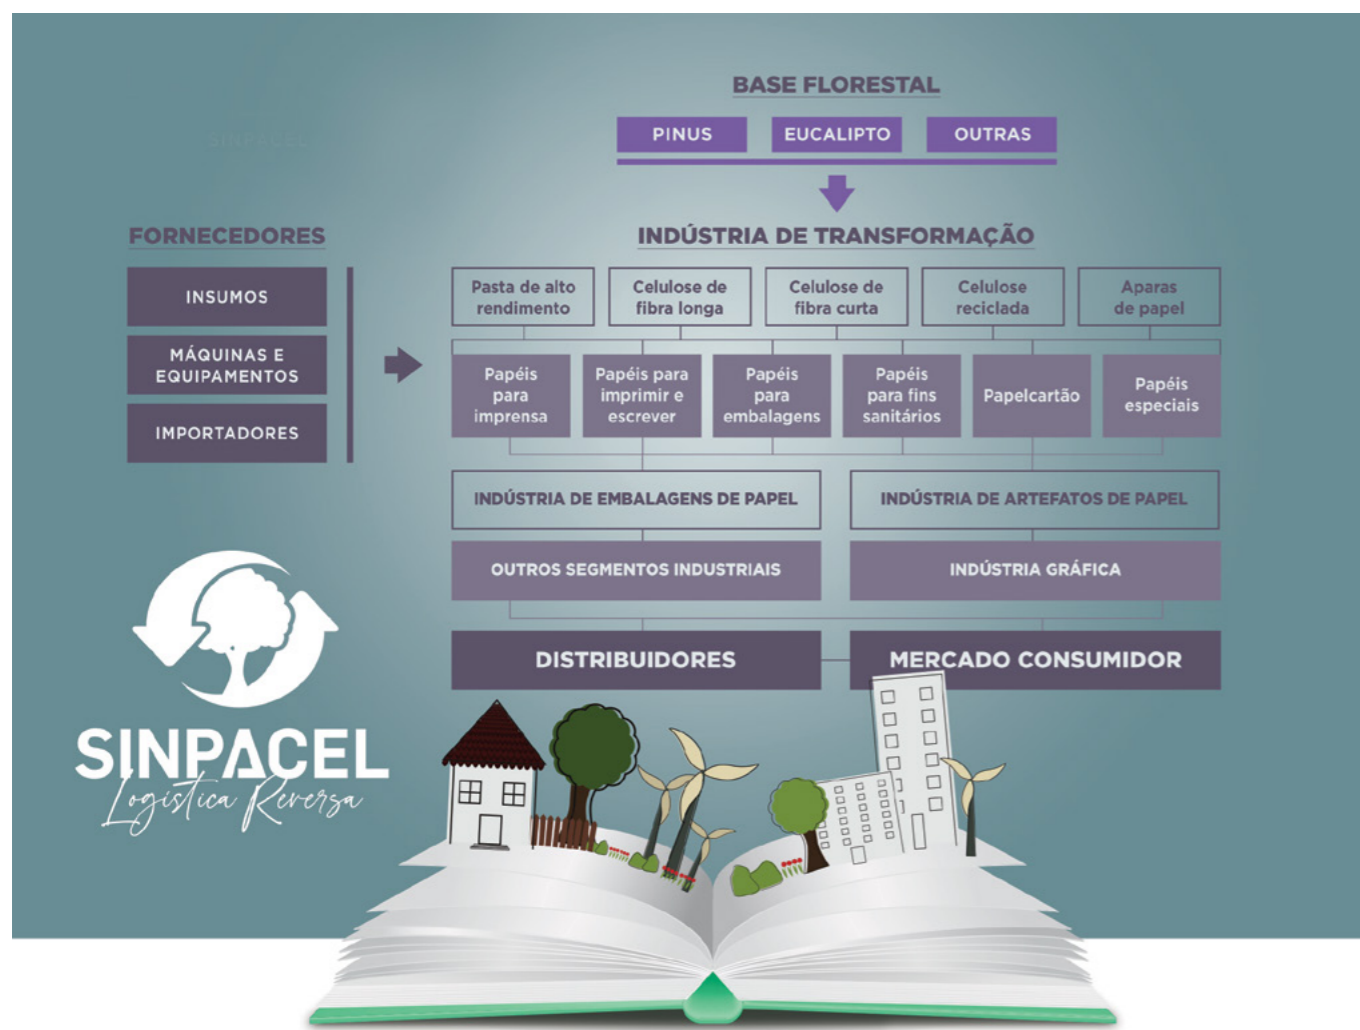 BASE FLORESTAL
PINUS
EUCALIPTO
OUTRAS
SINPACEL
FORNECEDORES
INSUMOS
MÁQUINAS E
EQUIPAMENTOS
IMPORTADORES
INDÚSTRIA DE TRANSFORMAÇÃO
Pasta de alto
rendimento
Celulose de
fibra longa
Celulose de
fibra curta
Celulose
reciclada
Aparas
de papel
Papéis
para
imprensa
Papéis para
imprimir e
escrever
Papéis
para
embalagens
Papéis
para fins
sanitários
Papelcartão
Papéis
especiais
INDÚSTRIA DE EMBALAGENS DE PAPEL
INDÚSTRIA DE ARTEFATOS DE PAPEL
OUTROS SEGMENTOS INDUSTRIAIS
INDÚSTRIA GRÁFICA
DISTRIBUIDORES
MERCADO CONSUMIDOR
SINPACEL
Logística Reversa